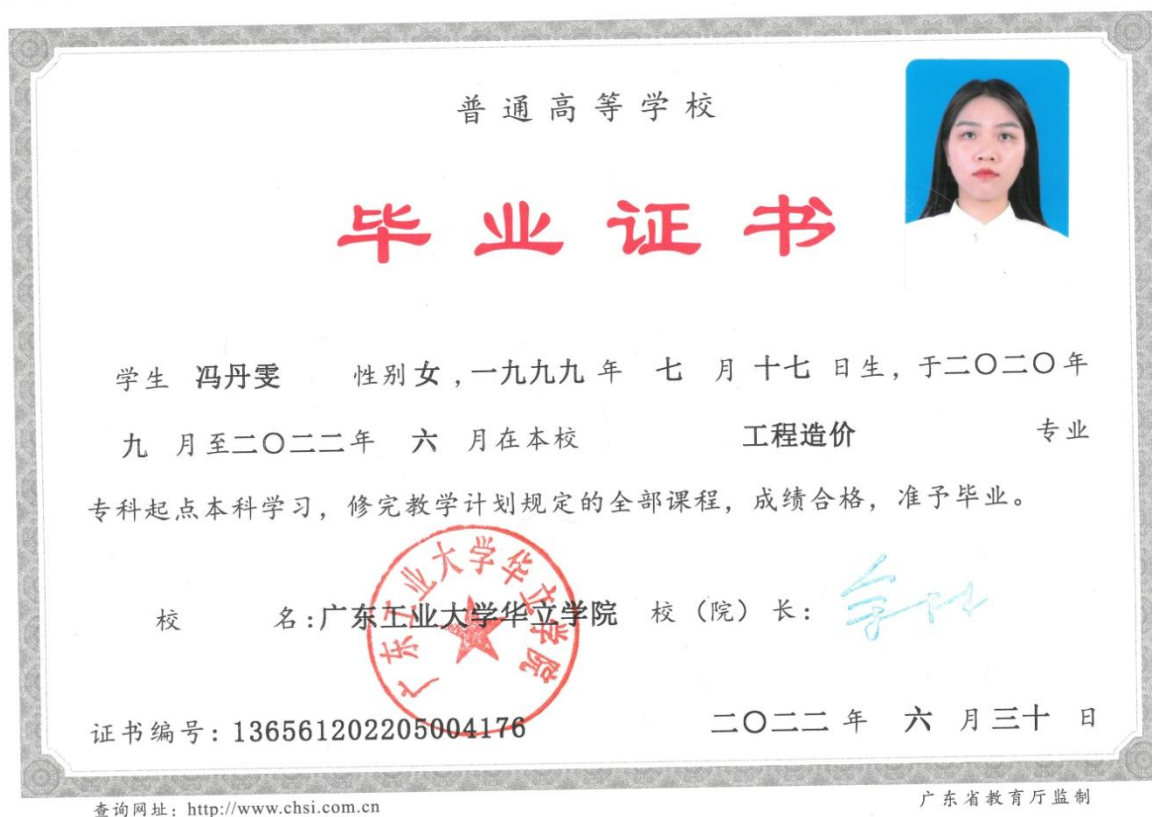 普通高等学校
毕业证书
学生 冯丹雯 性别 女 ,一九九九 年 七 月 十七 日生，于二〇二〇年
九 月至二〇二二年 六 月在本校 工程造价 专业
专科起点本科学习，修完教学计划规定的全部课程，成绩合格，准予毕业。
校 名:广东工业大学华立学院 校（院）长:
广东工业大学华立学院
证书编号: 136561202205004176 二〇二二 年 六 月 三十 日
查询网址: http://www.chsi.com.cn 广东省教育厅监制